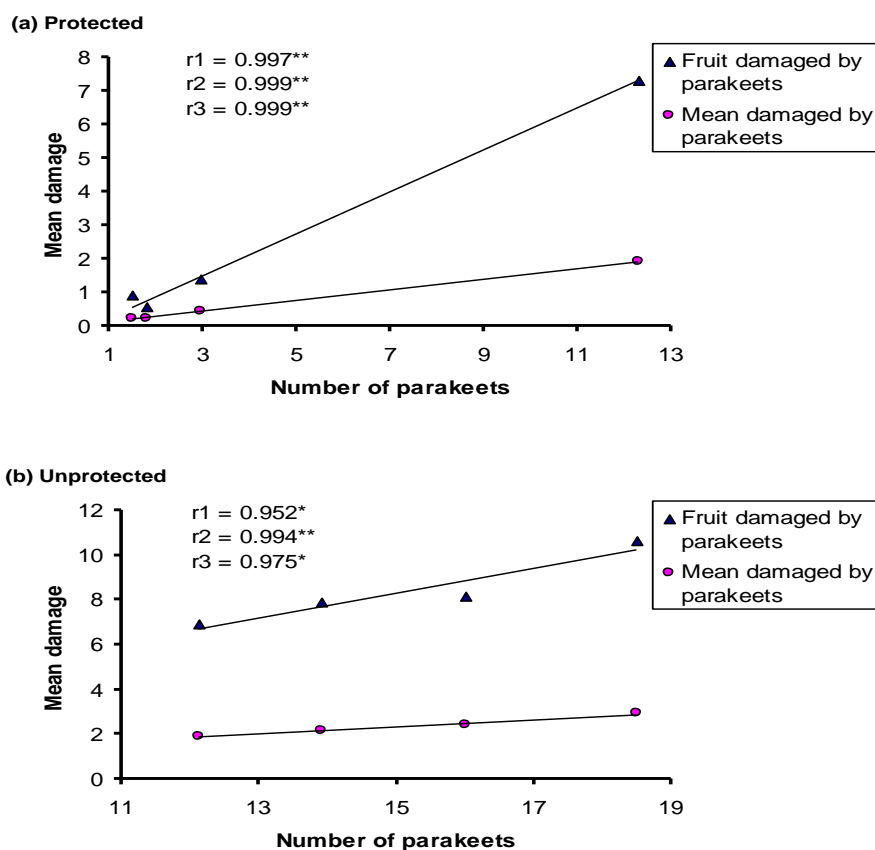 (a) Protected
r1 = 0.997**
r2 = 0.999**
r3 = 0.999**
8
7
6
5
4
3
2
1
0
Mean damage
1 3 5 7 9 11 13
Number of parakeets
Fruit damaged by
parakeets
Mean damaged by
parakeets
(b) Unprotected
r1 = 0.952*
r2 = 0.994**
r3 = 0.975*
12
10
8
6
4
2
0
Mean damage
11 13 15 17 19
Number of parakeets
Fruit damaged by
parakeets
Mean damaged by
parakeets